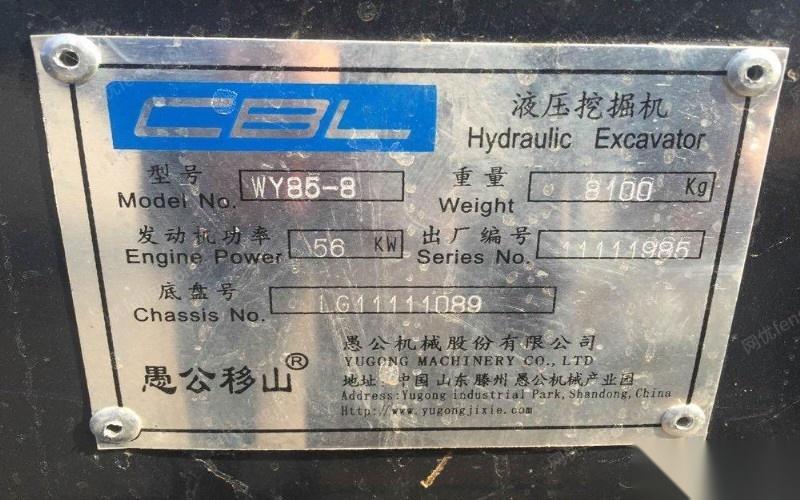 CBL
液压挖掘机
Hydraulic Excavator
型号 WY85-8 重量 8100 Kg
Model No. Weight
发动机功率 56 KW 出厂编号 11111985
Engine Power Series No.
底盘号 LG11111089
Chassis No.
愚公移山®
愚公机械股份有限公司
YUGONG MACHINERY CO., LTD
地址:中国 山东 滕州 愚公机械产业园
Address:Yugong industrial Park, Shandong, China
Http://www.yugongjixie.com